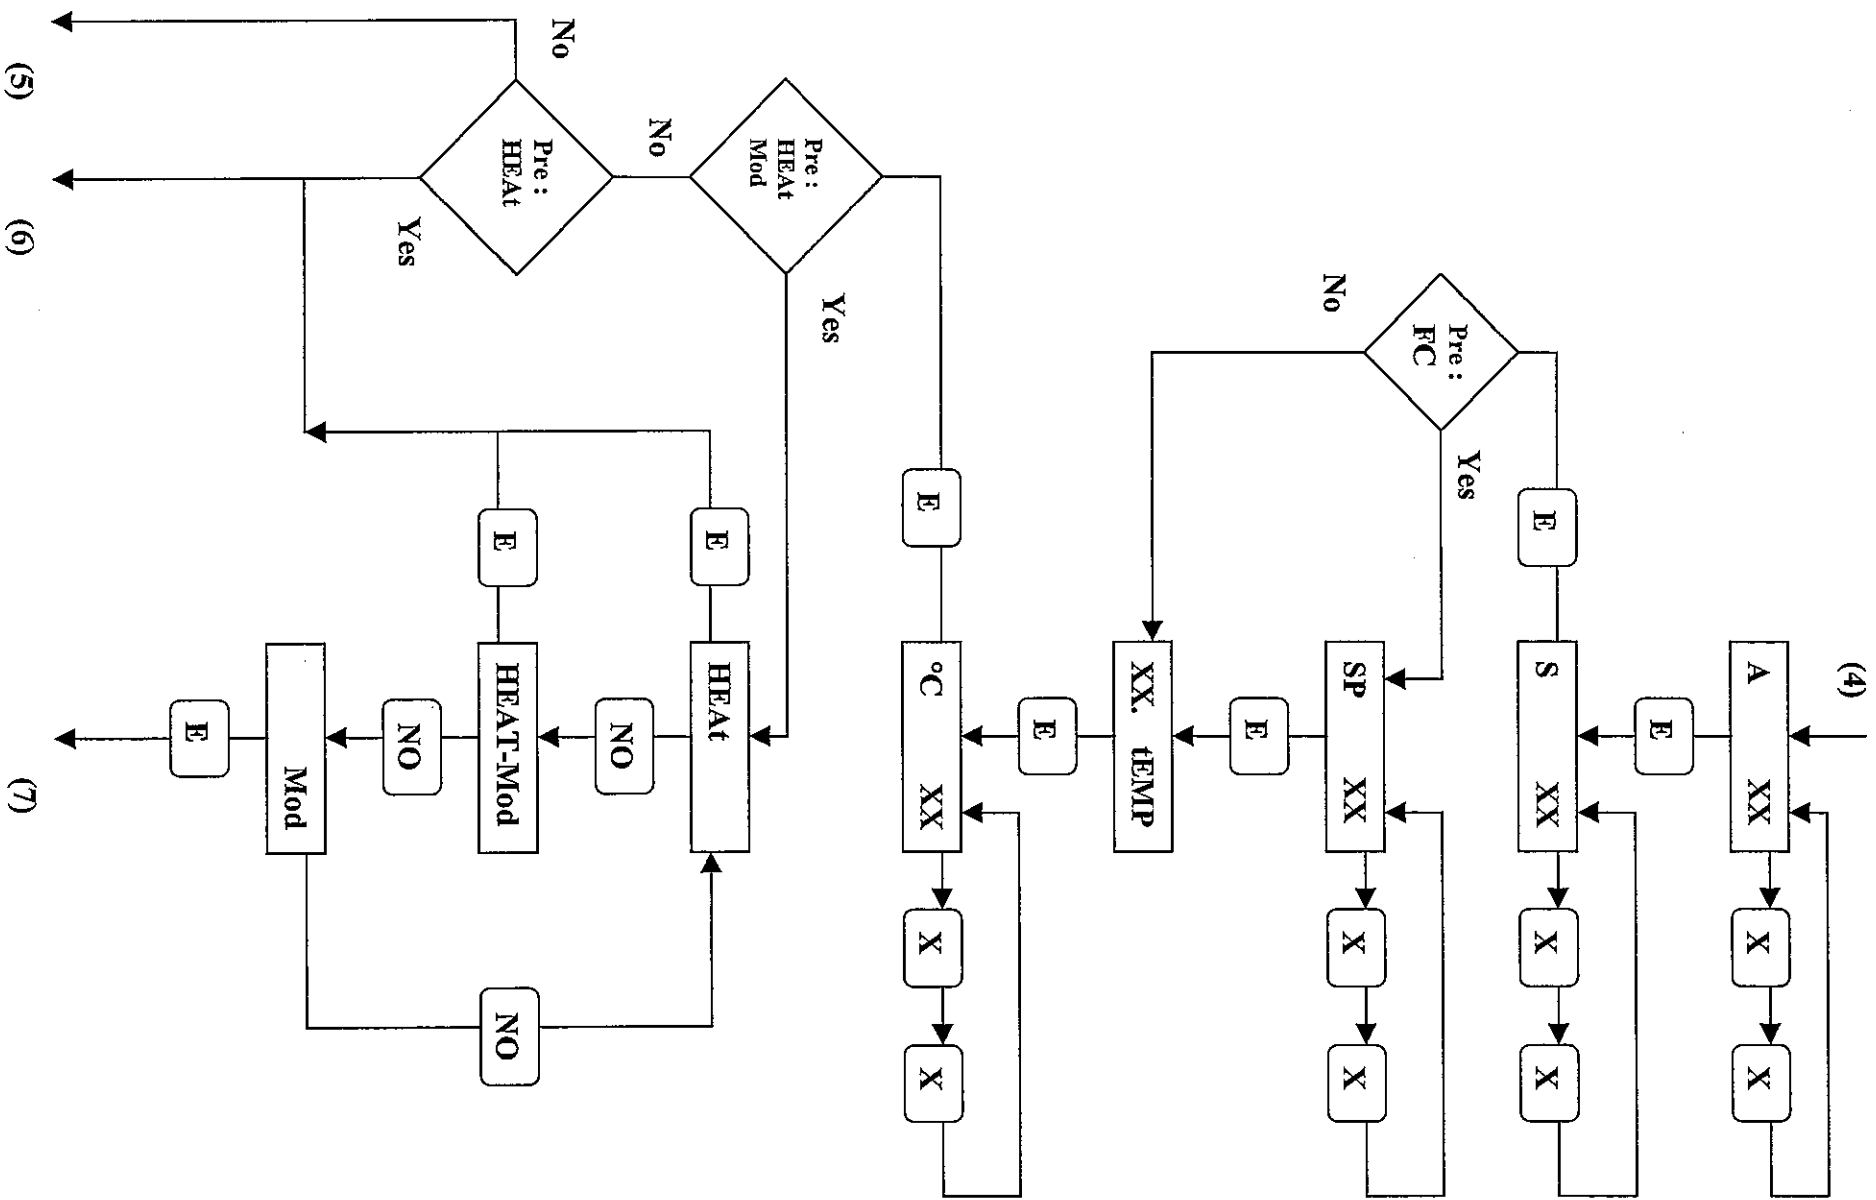 (4)
A XX
X
X
E
S XX
X
X
E
Pre :
FC
Yes
No
SP XX
X
X
E
XX. tEMP
E
°C XX
X
X
E
Pre :
HEAt
Mod
Yes
No
HEAt
E
NO
Pre :
HEAt
No
Yes
HEAT-Mod
E
NO
NO
Mod
E
(5)
(6)
(7)